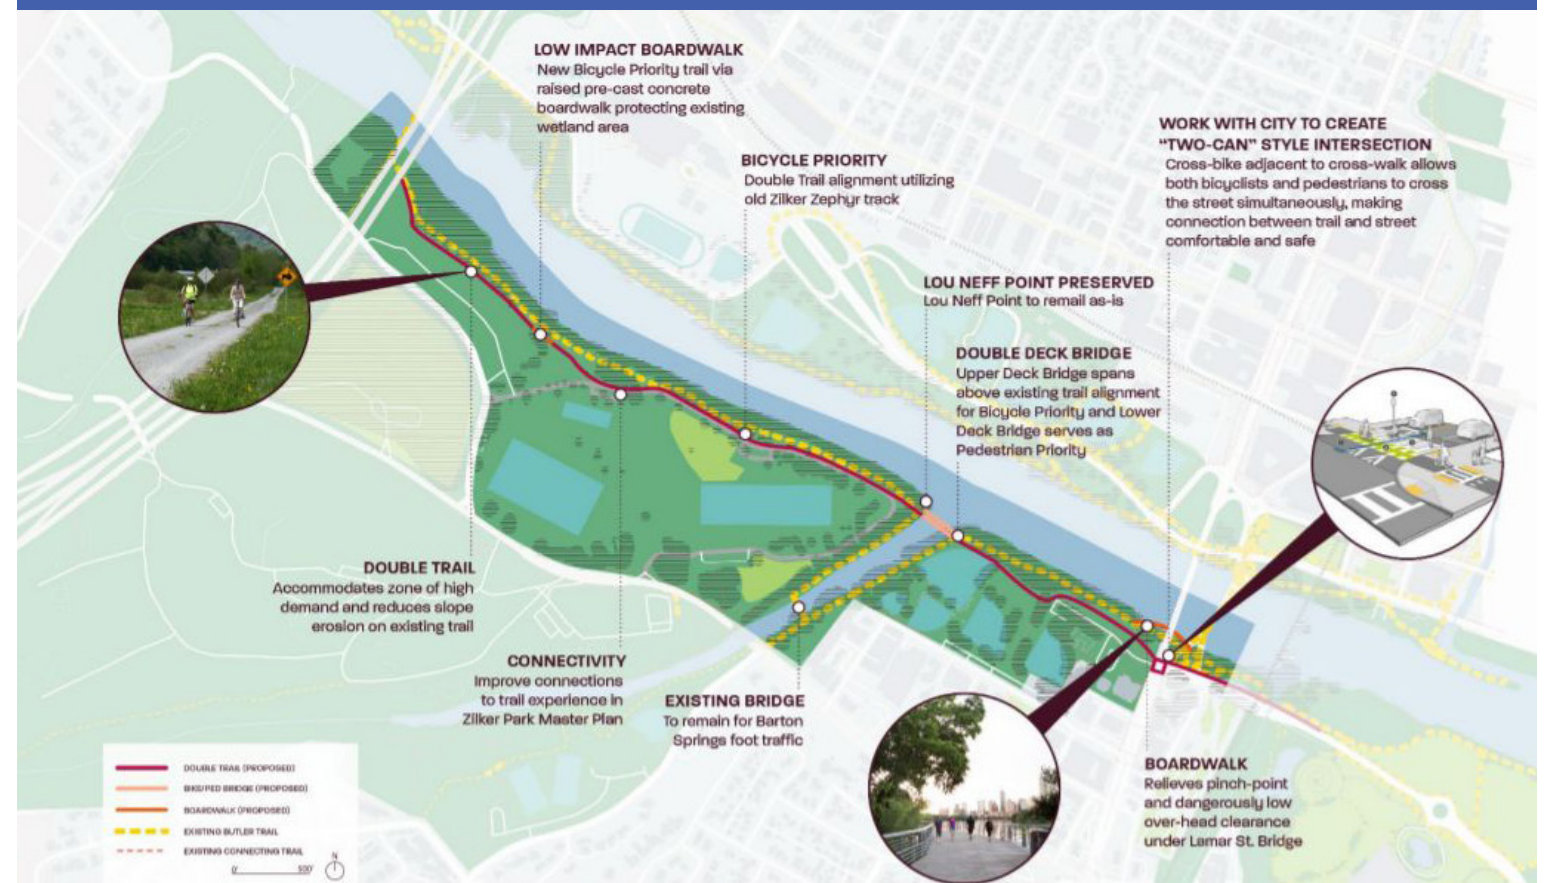 LOW IMPACT BOARDWALK
New Bicycle Priority trail via
raised pre-cast concrete
boardwalk protecting existing
wetland area
BICYCLE PRIORITY
Double Trail alignment utilizing
old Zilker Zephyr track
WORK WITH CITY TO CREATE
“TWO-CAN” STYLE INTERSECTION
Cross-bike adjacent to cross-walk allows
both bicyclists and pedestrians to cross
the street simultaneously, making
connection between trail and street
comfortable and safe
LOU NEFF POINT PRESERVED
Lou Neff Point to remail as-is
DOUBLE DECK BRIDGE
Upper Deck Bridge spans
above existing trail alignment
for Bicycle Priority and Lower
Deck Bridge serves as
Pedestrian Priority
DOUBLE TRAIL
Accommodates zone of high
demand and reduces slope
erosion on existing trail
CONNECTIVITY
Improve connections
to trail experience in
Zilker Park Master Plan
EXISTING BRIDGE
To remain for Barton
Springs foot traffic
BOARDWALK
Relieves pinch-point
and dangerously low
over-head clearance
under Lamar St. Bridge
DOUBLE TRAIL (PROPOSED)
BIKE/PED BRIDGE (PROPOSED)
BOARDWALK (PROPOSED)
EXISTING BUTLER TRAIL
EXISTING CONNECTING TRAIL
0' 500'
N